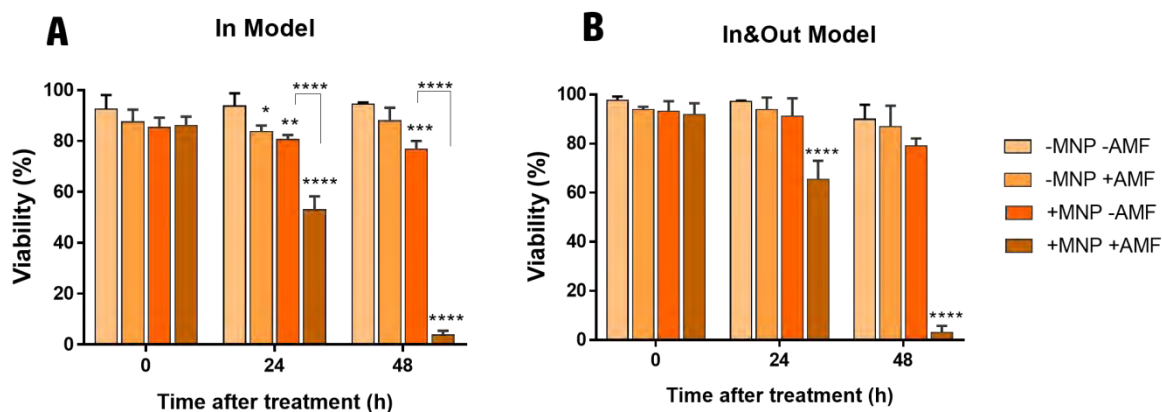 A
In Model
Viability (%)
100
80
60
40
20
0
*
**
****
****
***
****
****
0
24
48
Time after treatment (h)
B
In&Out Model
Viability (%)
100
80
60
40
20
0
****
****
0
24
48
Time after treatment (h)
-MNP -AMF
-MNP +AMF
+MNP -AMF
+MNP +AMF